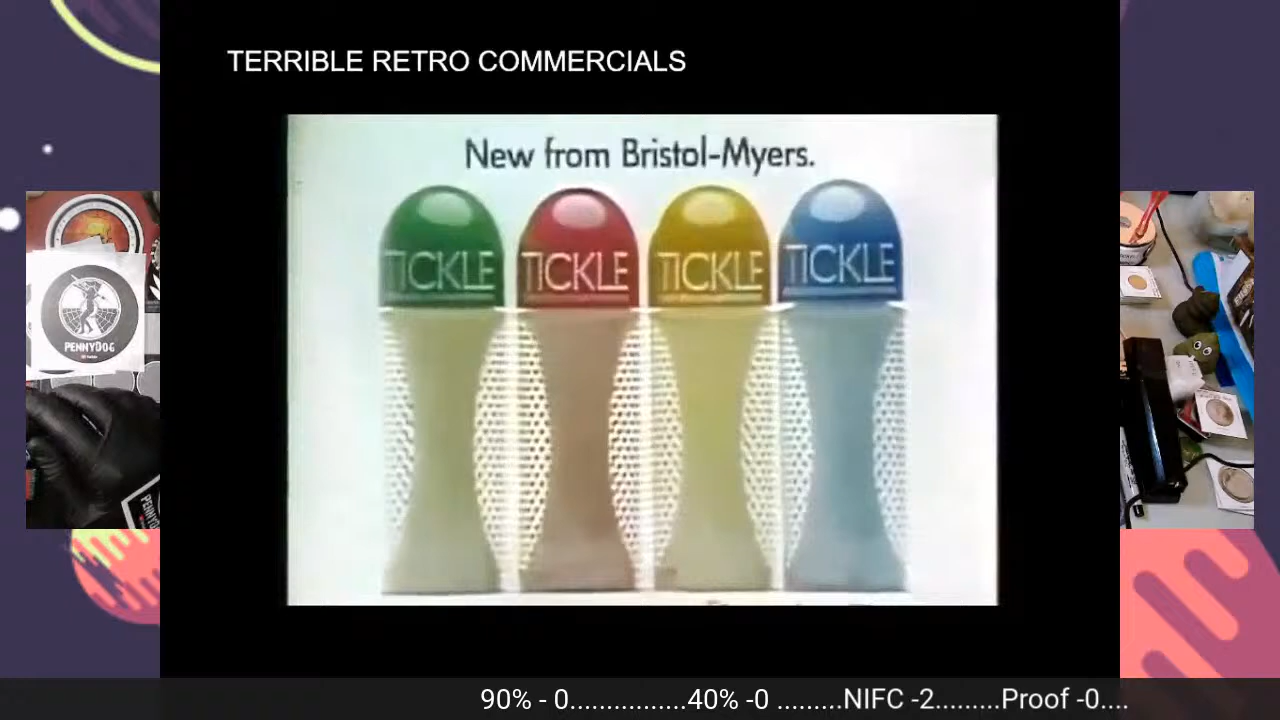 TERRIBLE RETRO COMMERCIALS
New from Bristol-Myers.
TICKLE TICKLE TICKLE TICKLE
PENNYDOG
90% - 0................40% -0 .........NIFC -2.........Proof -0....